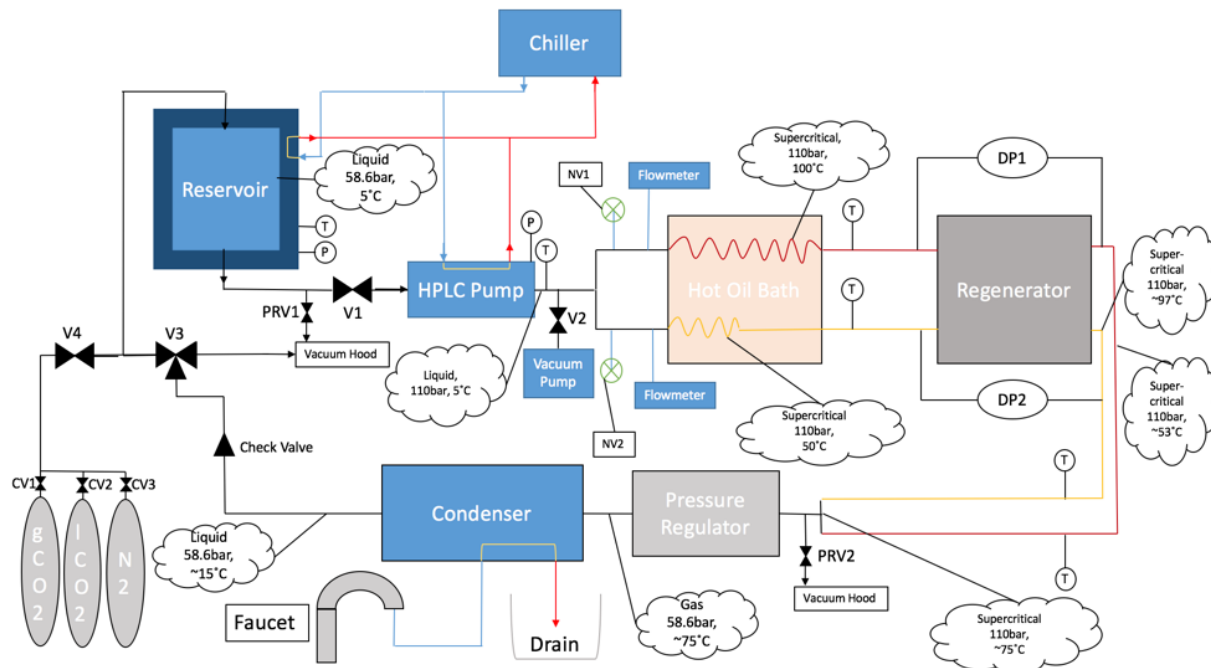 Chiller
Reservoir
Liquid
58.6bar,
5˚C
T
P
Supercritical,
110bar,
100˚C
NV1
Flowmeter
DP1
T
P
T
HPLC Pump
Hot Oil Bath
T
Regenerator
Super-
critical
110bar,
~97˚C
V4
V3
PRV1
V1
V2
Vacuum Hood
Vacuum
Pump
Liquid,
110bar, 5˚C
Flowmeter
NV2
Supercritical
110bar,
50˚C
DP2
Super-
critical
110bar,
~53˚C
Check Valve
CV1
CV2
CV3
gCO2
lCO2
N2
Liquid
58.6bar,
~15˚C
Condenser
Pressure
Regulator
T
T
PRV2
Vacuum Hood
Faucet
Drain
Gas
58.6bar,
~75˚C
Supercritical
110bar,
~75˚C